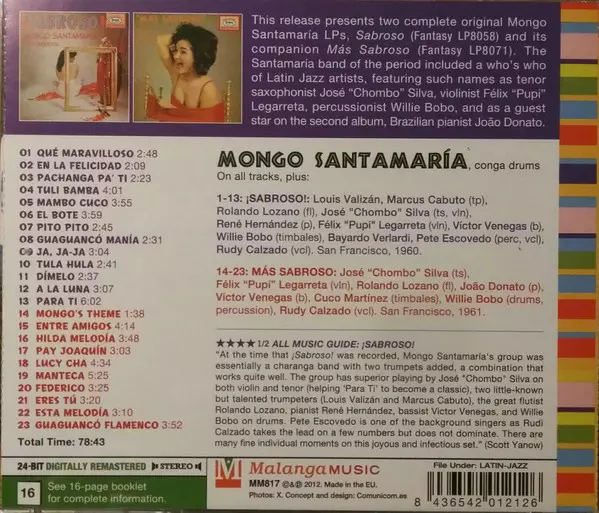 SABROSO
MONGO SANTAMARÍA
This release presents two complete original Mongo
Santamaría LPs, Sabroso (Fantasy LP8058) and its
companion Más Sabroso (Fantasy LP8071). The
Santamaría band of the period included a who's who
of Latin Jazz artists, featuring such names as tenor
saxophonist José "Chombo" Silva, violinist Félix "Pupi"
Legarreta, percussionist Willie Bobo, and as a guest
star on the second album, Brazilian pianist João Donato.
01 QUÉ MARAVILLOSO 2:48
02 EN LA FELICIDAD 2:09
03 PACHANGA PA' TI 2:23
04 TULI BAMBA 4:01
05 MAMBO CUCO 3:55
06 EL BOTE 3:59
07 PITO PITO 2:45
08 GUAGUANCÓ MANÍA 2:31
09 JA, JA-JA 3:04
10 TULA HULA 2:41
11 DÍMELO 2:37
12 A LA LUNA 3:07
13 PARA TI 6:02
14 MONGO'S THEME 1:38
15 ENTRE AMIGOS 4:14
16 HILDA MELODÍA 3:48
17 PAY JOAQUÍN 3:03
18 LUCY CHA 4:34
19 MANTECA 5:25
20 FEDERICO 3:25
21 ERES TÚ 3:20
22 ESTA MELODÍA 3:10
23 GUAGUANCÓ FLAMENCO 3:52
Total Time: 78:43
MONGO SANTAMARÍA, conga drums
On all tracks, plus:
1-13: ¡SABROSO!: Louis Valizán, Marcus Cabuto (tp),
Rolando Lozano (fl), José "Chombo" Silva (ts, vln),
René Hernández (p), Félix "Pupi" Legarreta (vln), Víctor Venegas (b),
Willie Bobo (timbales), Bayardo Verlardi, Pete Escovedo (perc, vcl),
Rudy Calzado (vcl). San Francisco, 1960.
14-23: MÁS SABROSO: José "Chombo" Silva (ts),
Félix "Pupi" Legarreta (vln), Rolando Lozano (fl), João Donato (p),
Víctor Venegas (b), Cuco Martínez (timbales), Willie Bobo (drums,
percussion), Rudy Calzado (vcl). San Francisco, 1961.
★★★★ 1/2 ALL MUSIC GUIDE: ¡SABROSO!:
"At the time that ¡Sabroso! was recorded, Mongo Santamaría's group was
essentially a charanga band with two trumpets added, a combination that
works quite well. The group has superior playing by José "Chombo" Silva on
both violin and tenor (helping 'Para Ti' to become a classic), two little-known
but talented trumpeters (Louis Valizán and Marcus Cabuto), the great flutist
Rolando Lozano, pianist René Hernández, bassist Víctor Venegas, and Willie
Bobo on drums. Pete Escovedo is one of the background singers as Rudi
Calzado takes the lead on a few numbers but does not dominate. There are
many fine individual moments on this joyous and infectious set." (Scott Yanow)
24-BIT DIGITALLY REMASTERED STEREO
16 See 16-page booklet
for complete information.
Malanga MUSIC
MM817 ©&℗ 2012. Made in the EU.
Photos: X. Concept and design: Comunicom.es
File Under: LATIN-JAZZ
8 436542 012126